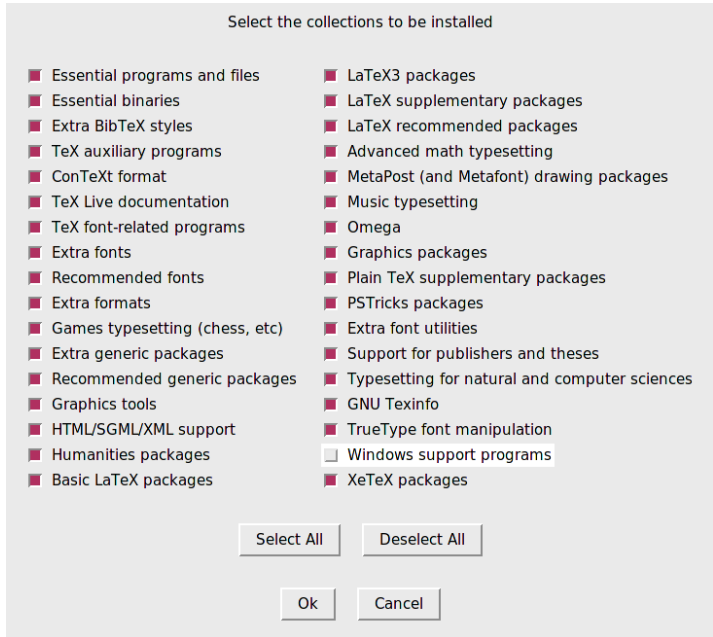 Select the collections to be installed
Essential programs and files
Essential binaries
Extra BibTeX styles
TeX auxiliary programs
ConTeXt format
TeX Live documentation
TeX font-related programs
Extra fonts
Recommended fonts
Extra formats
Games typesetting (chess, etc)
Extra generic packages
Recommended generic packages
Graphics tools
HTML/SGML/XML support
Humanities packages
Basic LaTeX packages
LaTeX3 packages
LaTeX supplementary packages
LaTeX recommended packages
Advanced math typesetting
MetaPost (and Metafont) drawing packages
Music typesetting
Omega
Graphics packages
Plain TeX supplementary packages
PSTricks packages
Extra font utilities
Support for publishers and theses
Typesetting for natural and computer sciences
GNU Texinfo
TrueType font manipulation
Windows support programs
XeTeX packages
Select All
Deselect All
Ok
Cancel